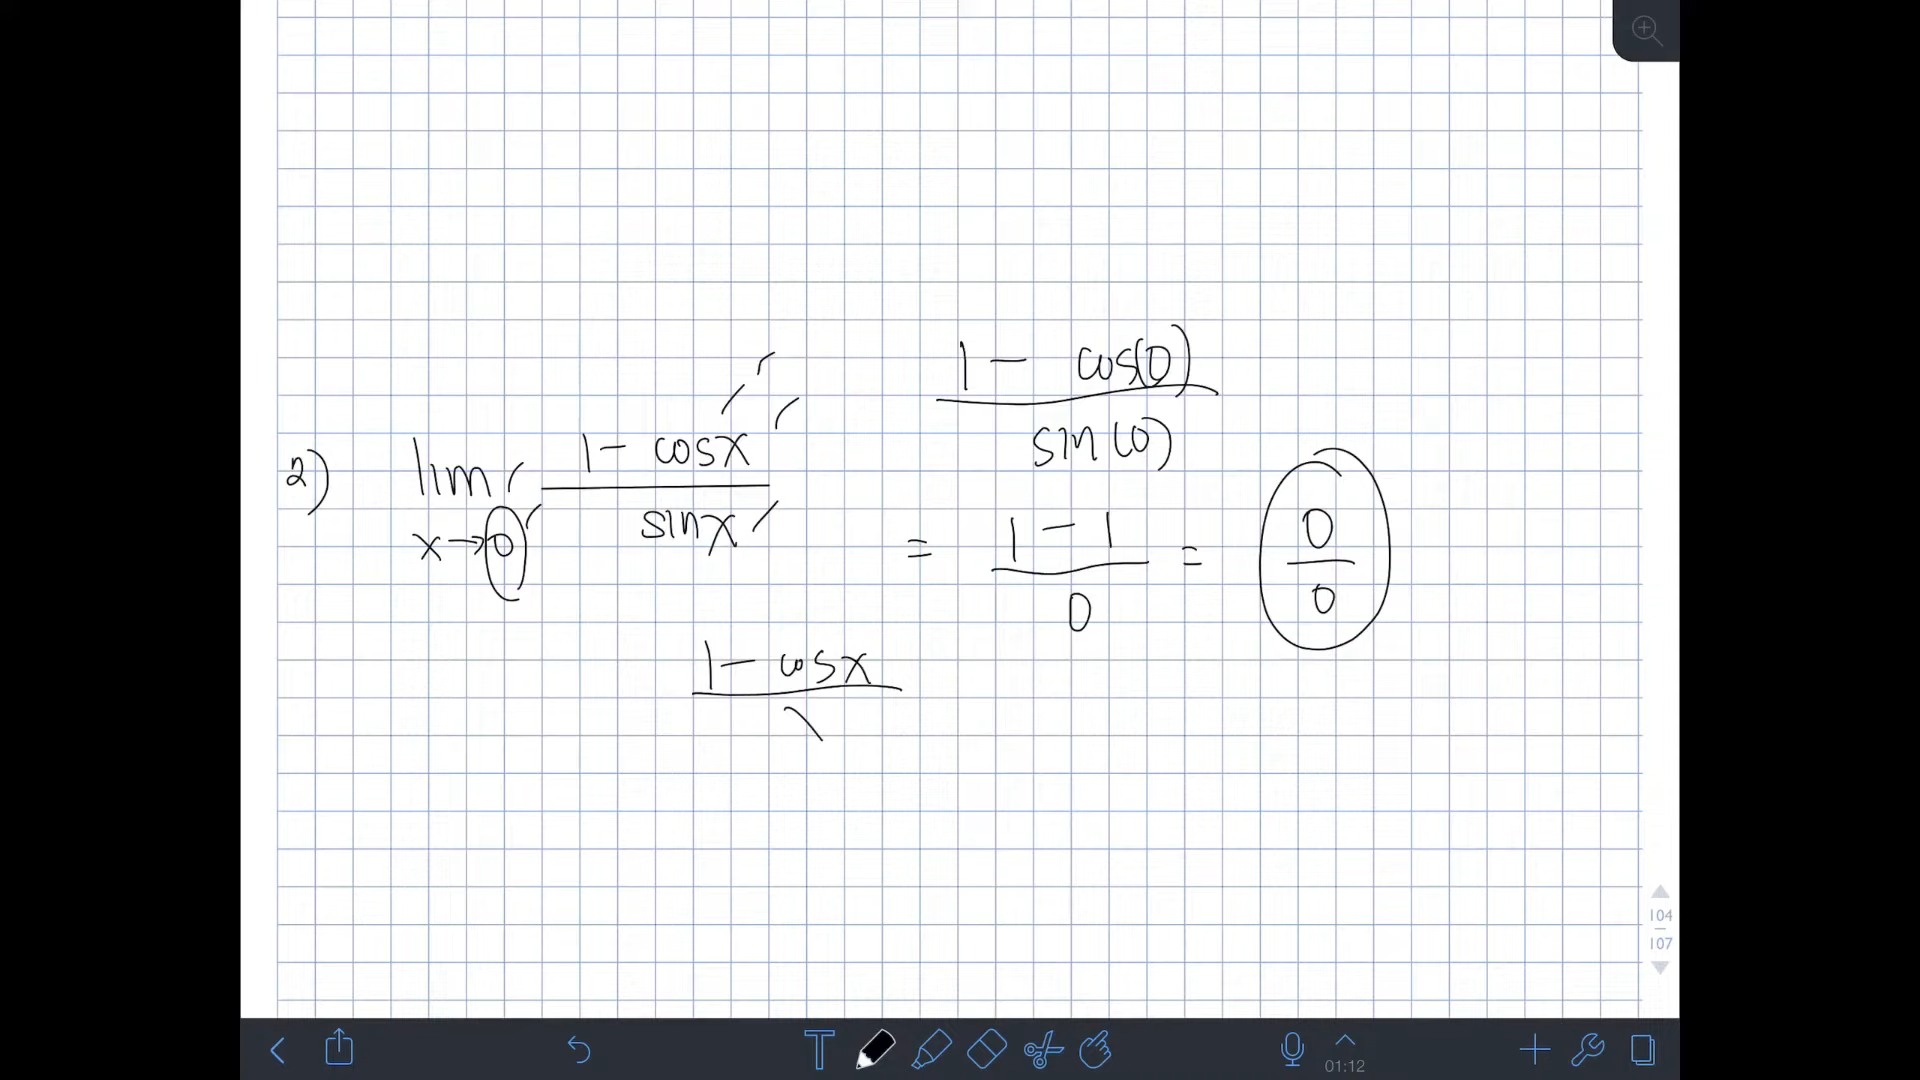 2) lim x→0 (1 - cosx)/(sinx)
(1 - cos(0))/(sin(0))
= (1 - 1)/0 = 0/0
1 - cosx
104
107
01:12